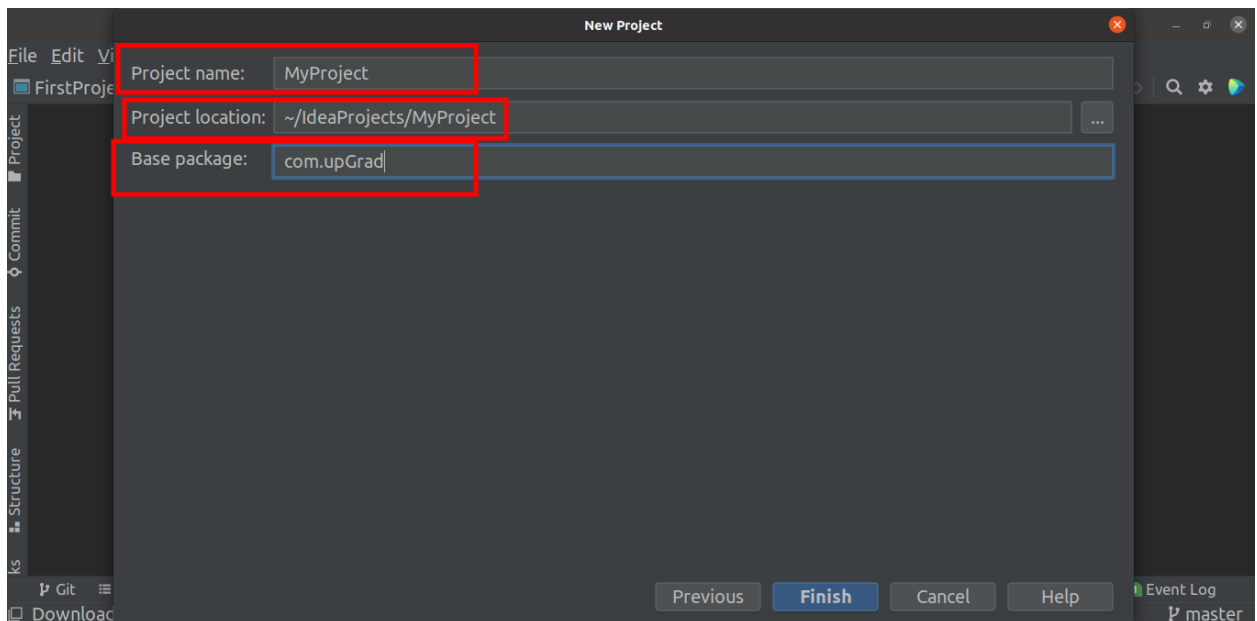 New Project
File Edit Vi
FirstProje
Project name: MyProject
Project location: ~/IdeaProjects/MyProject ...
Base package: com.upGrad
Project
Commit
Pull Requests
Structure
ks
Previous Finish Cancel Help
Git
Event Log
Downloac
master